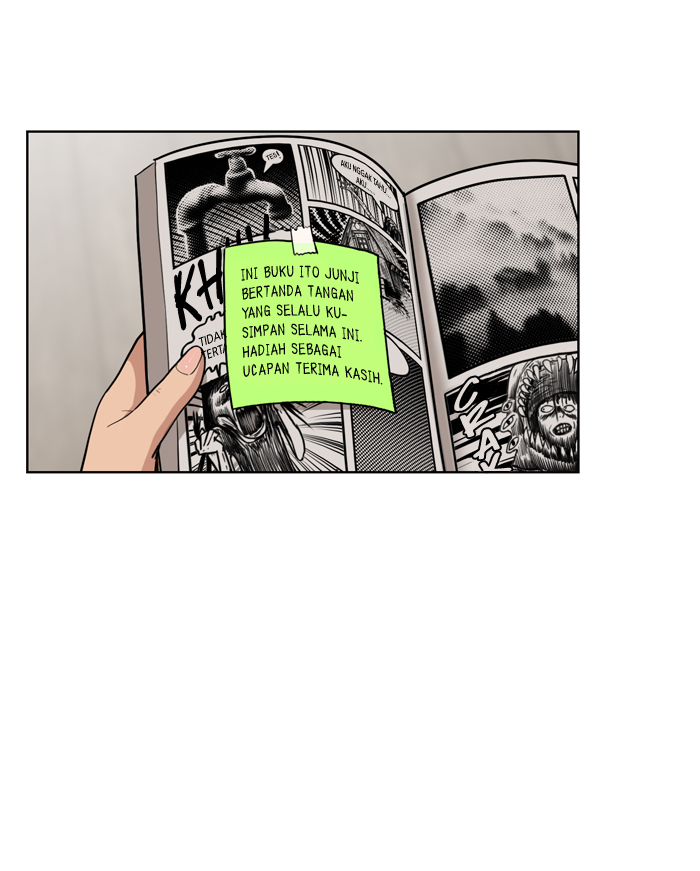 TES!
AKU NGGAK TAHU
AKU
INI BUKU ITO JUNJI
BERTANDA TANGAN
YANG SELALU KU-
SIMPAN SELAMA INI.
HADIAH SEBAGAI
UCAPAN TERIMA KASIH.
TIDAK